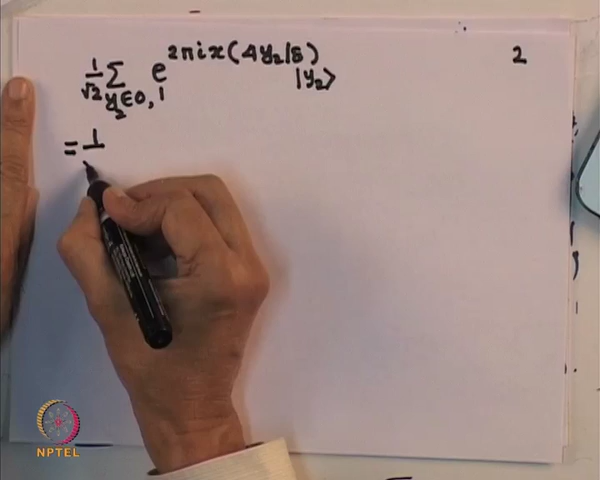 1/√2 Σ y₂∈0,1 e^2πix(4y₂/8) |y₂⟩
2
= 1
NPTEL